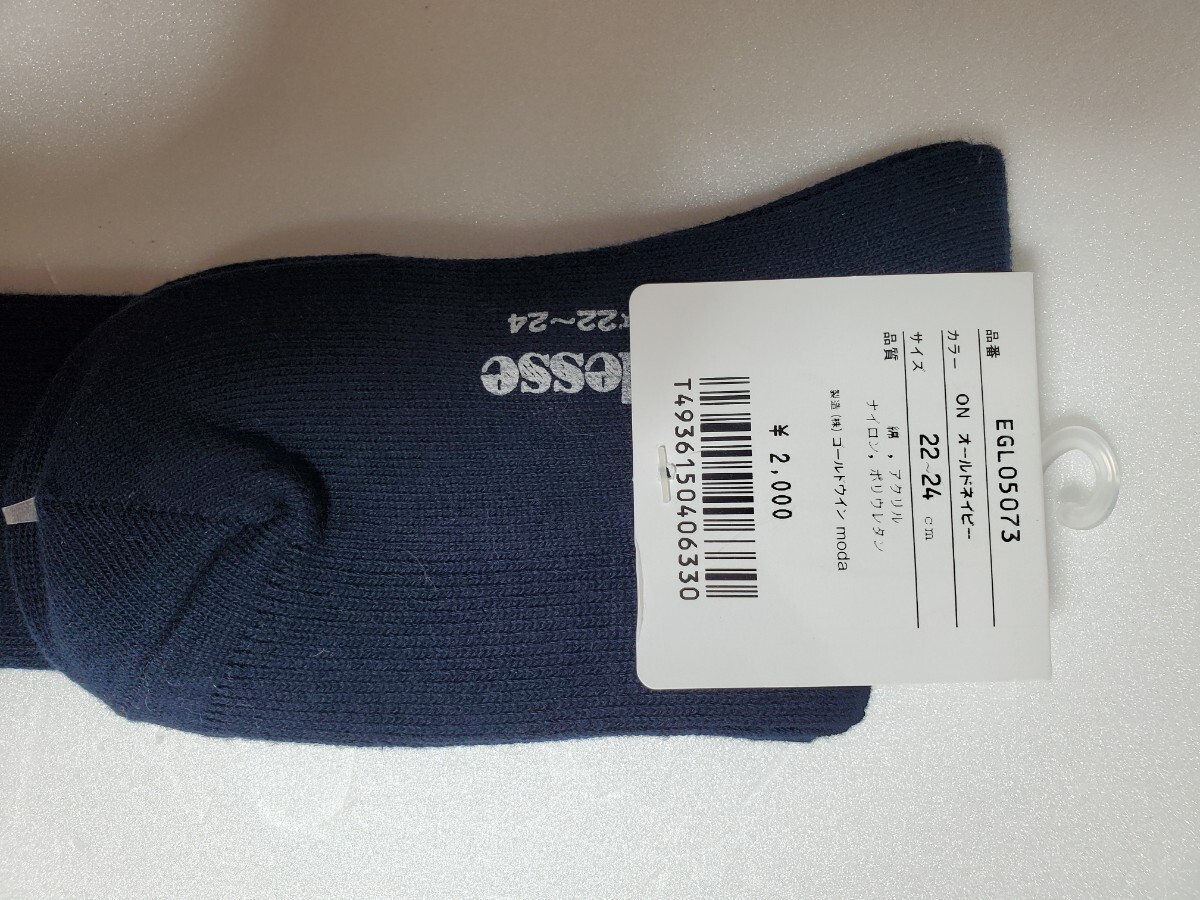 品番 EGL05073
カラー ON オールドネイビー
サイズ 22~24 cm
品質 綿 , アクリル
ナイロン, ポリウレタン
製造 (株) ゴールドウイン moda
¥ 2,000
T4936150406330
lesse
22~24